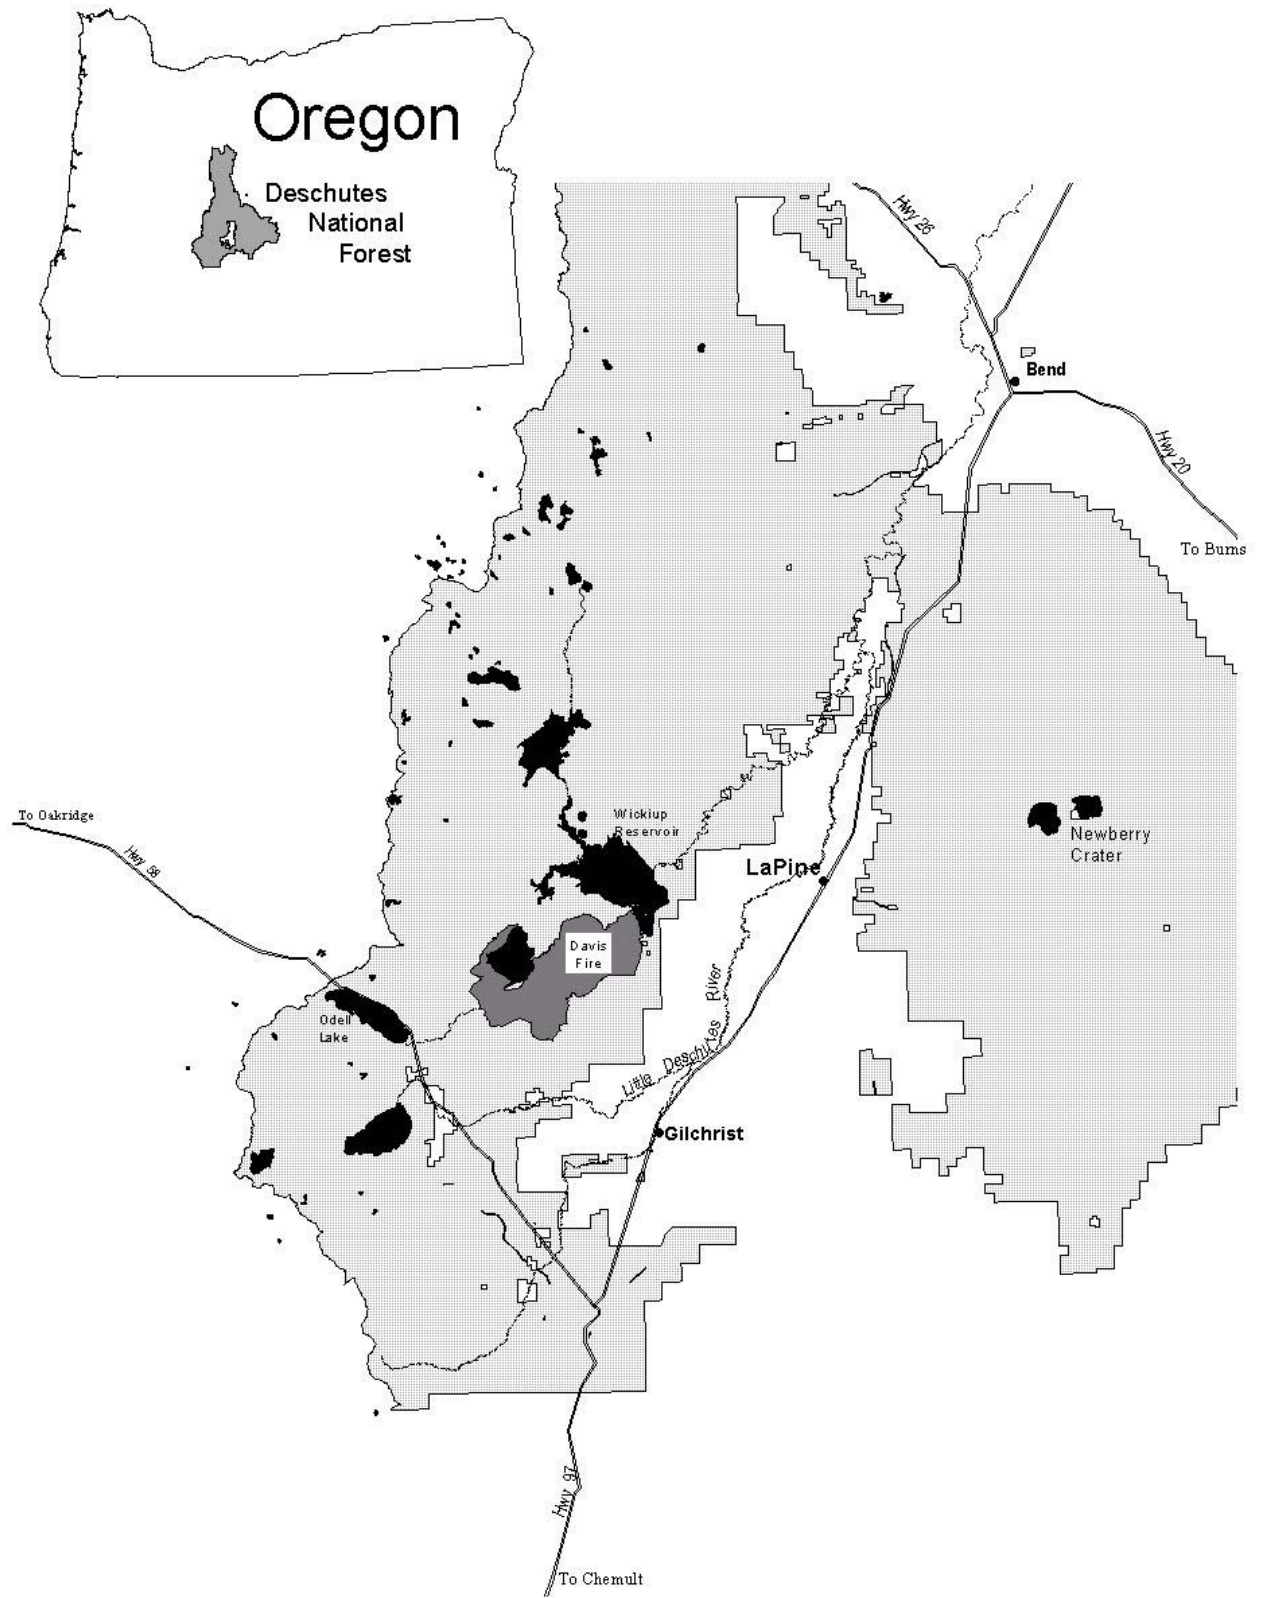 Oregon
Deschutes
National
Forest
Hwy 26
Bend
Hwy 20
To Burns
To Oakridge
Hwy 58
Wickiup
Reservoir
Newberry
Crater
LaPine
Davis
Fire
Odell
Lake
Little Deschutes River
Gilchrist
Hwy 97
To Chemult